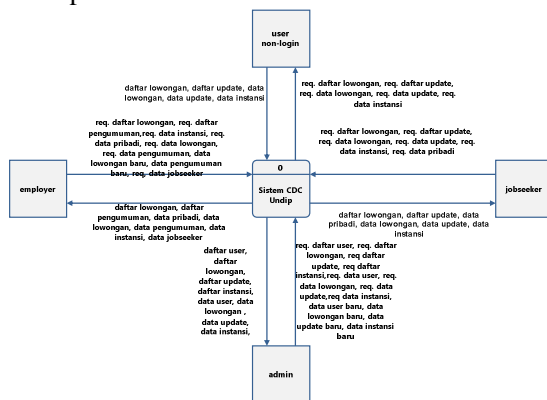 user
non-login
daftar lowongan, daftar update, data
lowongan, data update, data instansi
req. daftar lowongan, req. daftar update,
req. data lowongan, req. data update, req.
data instansi
req. daftar lowongan, req. daftar
pengumuman,req. data instansi, req.
data pribadi, req. data lowongan,
req. data pengumuman, data
lowongan baru, data pengumuman
baru, req, data jobseeker
req. daftar lowongan, req. daftar update,
req. data lowongan, req. data update, req.
data instansi, req. data pribadi
employer
0
Sistem CDC
Undip
jobseeker
daftar lowongan, daftar
pengumuman, data pribadi, data
lowongan, data pengumuman, data
instansi, data jobseeker
daftar lowongan, daftar update, data
pribadi, data lowongan, data update, data
instansi
daftar user,
daftar
lowongan,
daftar update,
daftar instansi,
data user, data
lowongan ,
data update,
data instansi,
req. daftar user, req. daftar
lowongan, req daftar
update, req daftar
instansi,req. data user, req.
data lowongan, req. data
update,req data instansi,
data user baru, data
lowongan baru, data
update baru, data instansi
baru
admin